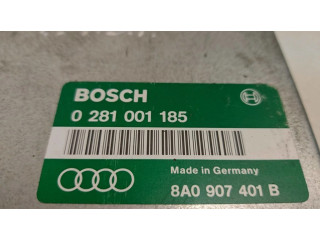 BOSCH
0 281 001 185
Made in Germany
8A0 907 401 B